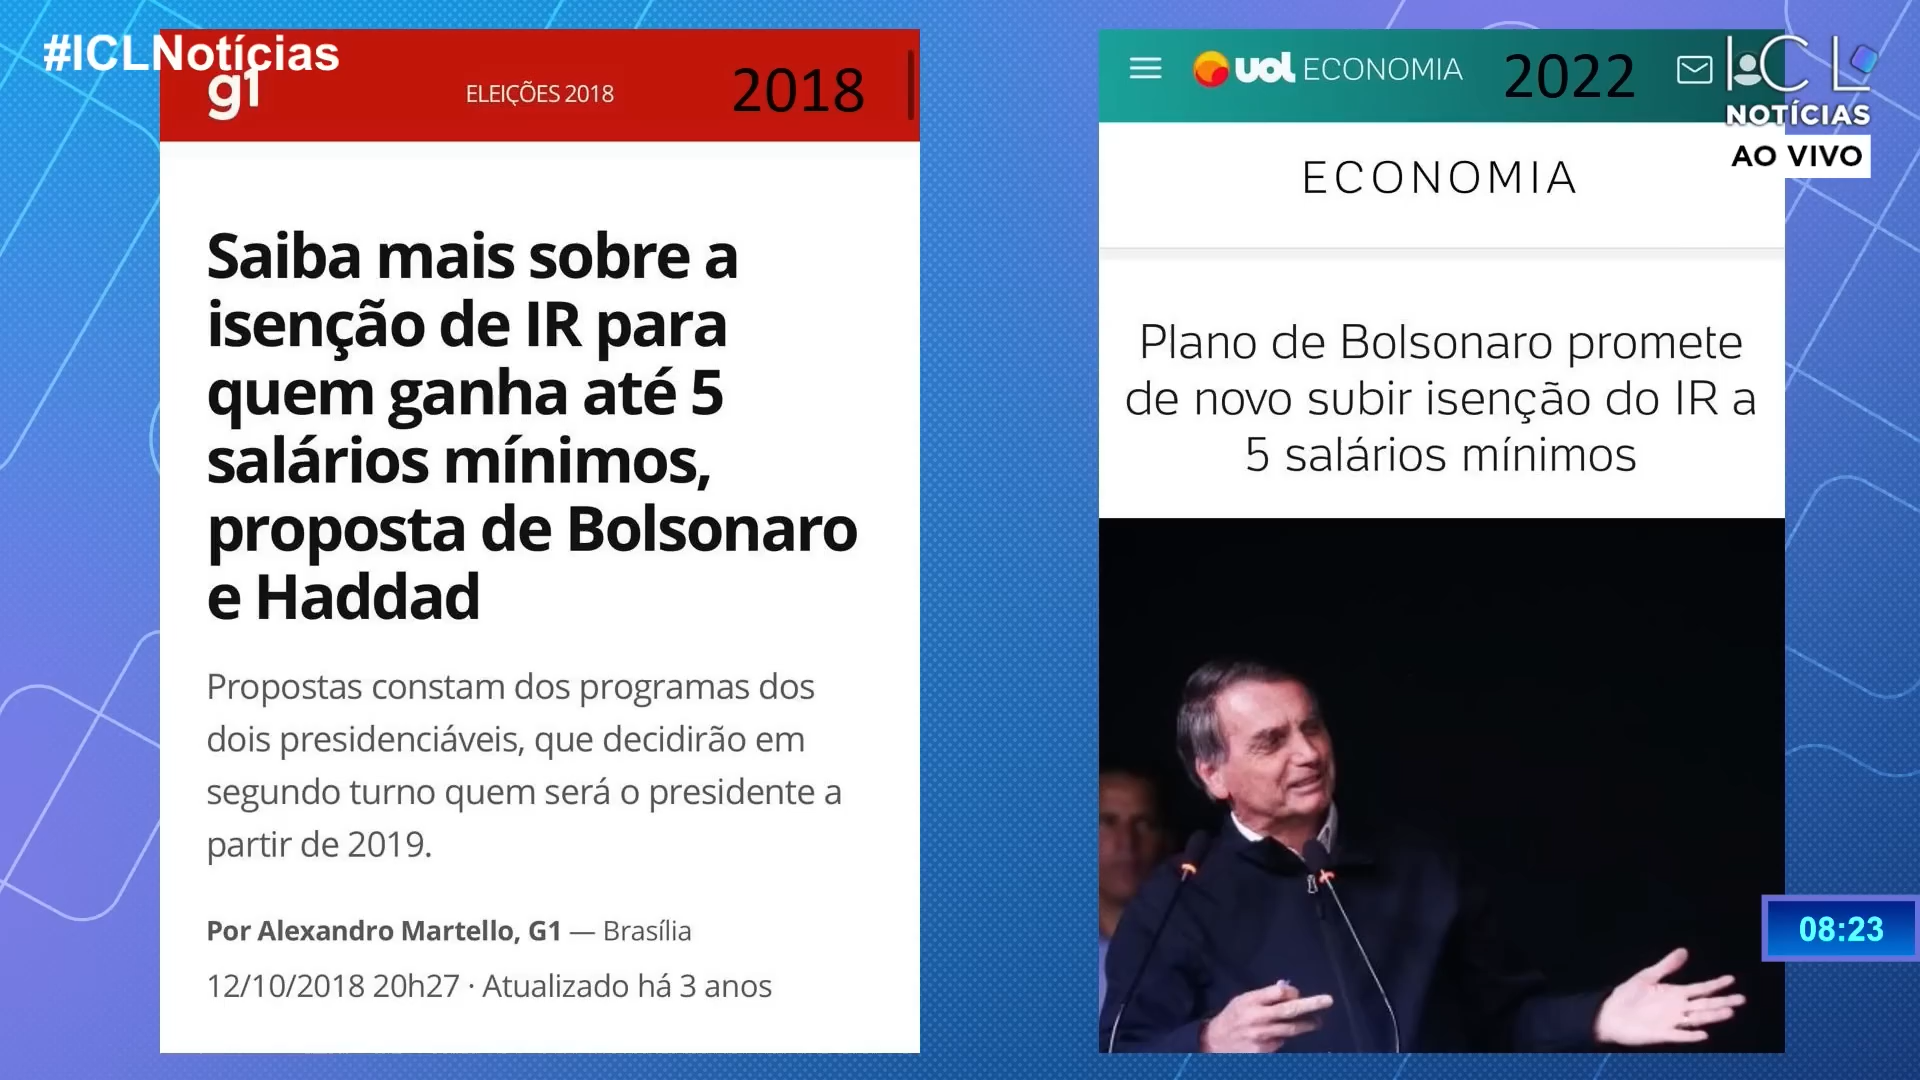 #ICLNotícias
g1
ELEIÇÕES 2018
2018
Saiba mais sobre a
isenção de IR para
quem ganha até 5
salários mínimos,
proposta de Bolsonaro
e Haddad
Propostas constam dos programas dos
dois presidenciáveis, que decidirão em
segundo turno quem será o presidente a
partir de 2019.
Por Alexandro Martello, G1 — Brasília
12/10/2018 20h27 · Atualizado há 3 anos
uol ECONOMIA
2022
ICL
NOTÍCIAS
AO VIVO
ECONOMIA
Plano de Bolsonaro promete
de novo subir isenção do IR a
5 salários mínimos
08:23